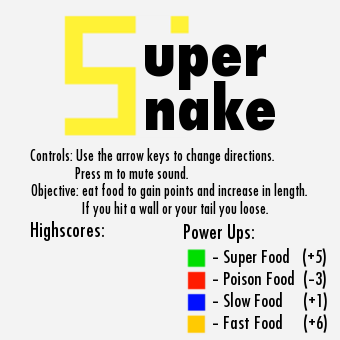 Super
Snake
Controls: Use the arrow keys to change directions.
Press m to mute sound.
Objective: eat food to gain points and increase in length.
If you hit a wall or your tail you loose.
Highscores:
Power Ups:
- Super Food (+5)
- Poison Food (-3)
- Slow Food (+1)
- Fast Food (+6)